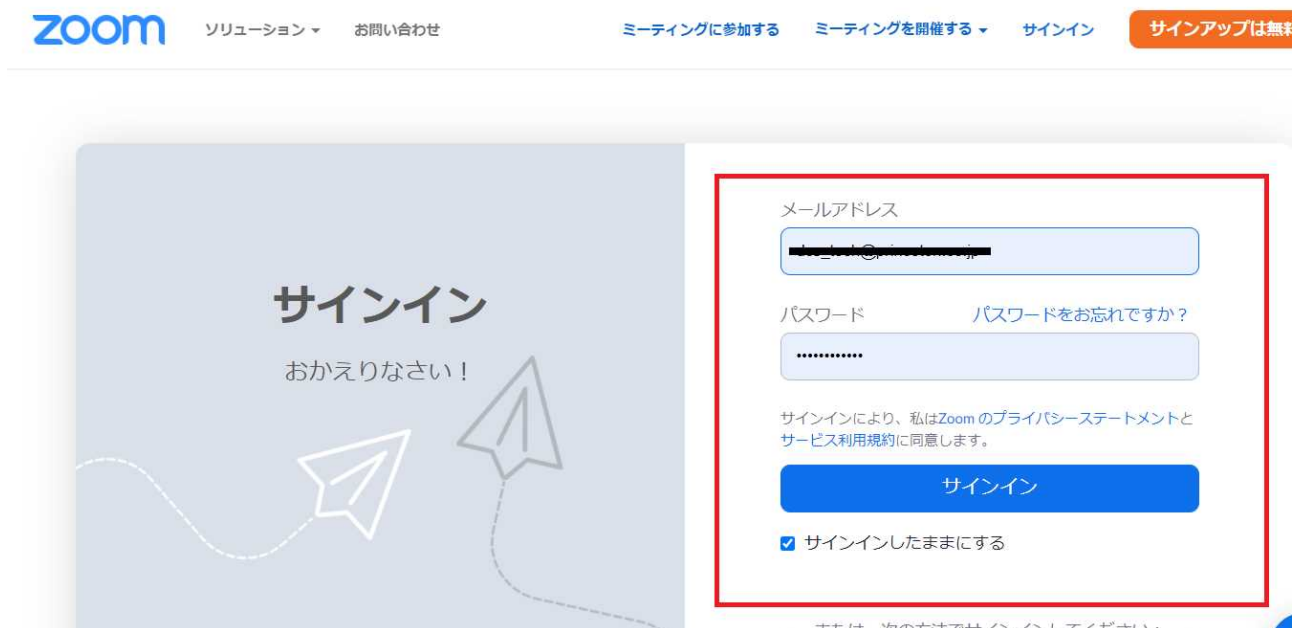 zoom ソリューション お問い合わせ ミーティングに参加する ミーティングを開催する サインイン サインアップは無料
メールアドレス
パスワード パスワードをお忘れですか？
サインイン
おかえりなさい！
サインインにより、私はZoom のプライバシーステートメントと
サービス利用規約に同意します。
サインイン
サインインしたままにする